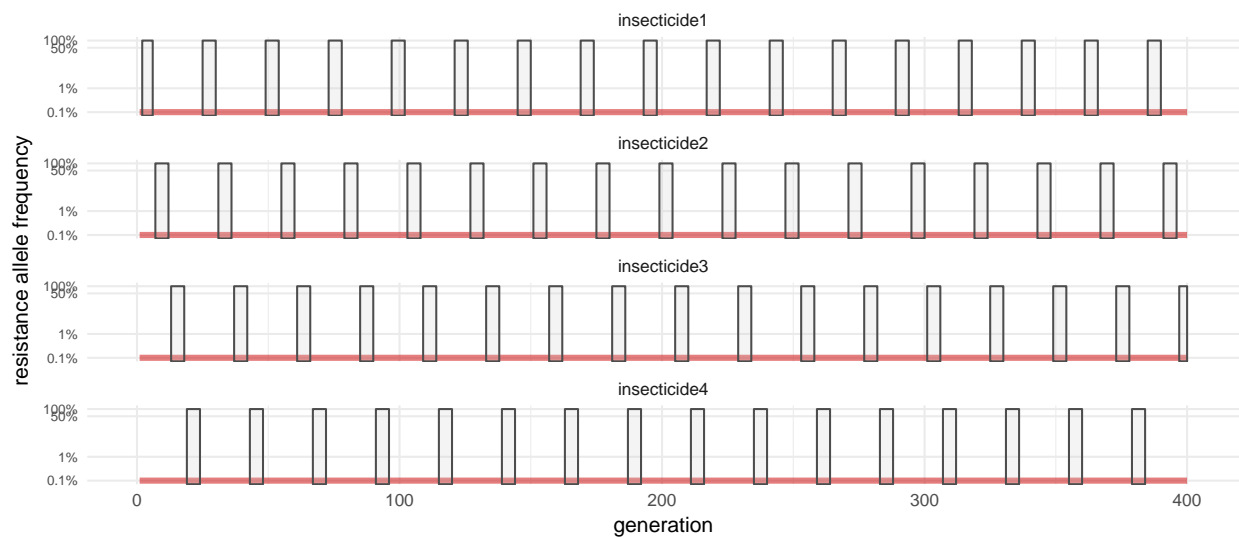 insecticide1
100%
50%
1%
0.1%
insecticide2
100%
50%
1%
0.1%
resistance allele frequency
insecticide3
100%
50%
1%
0.1%
insecticide4
100%
50%
1%
0.1%
0 100 200 300 400
generation